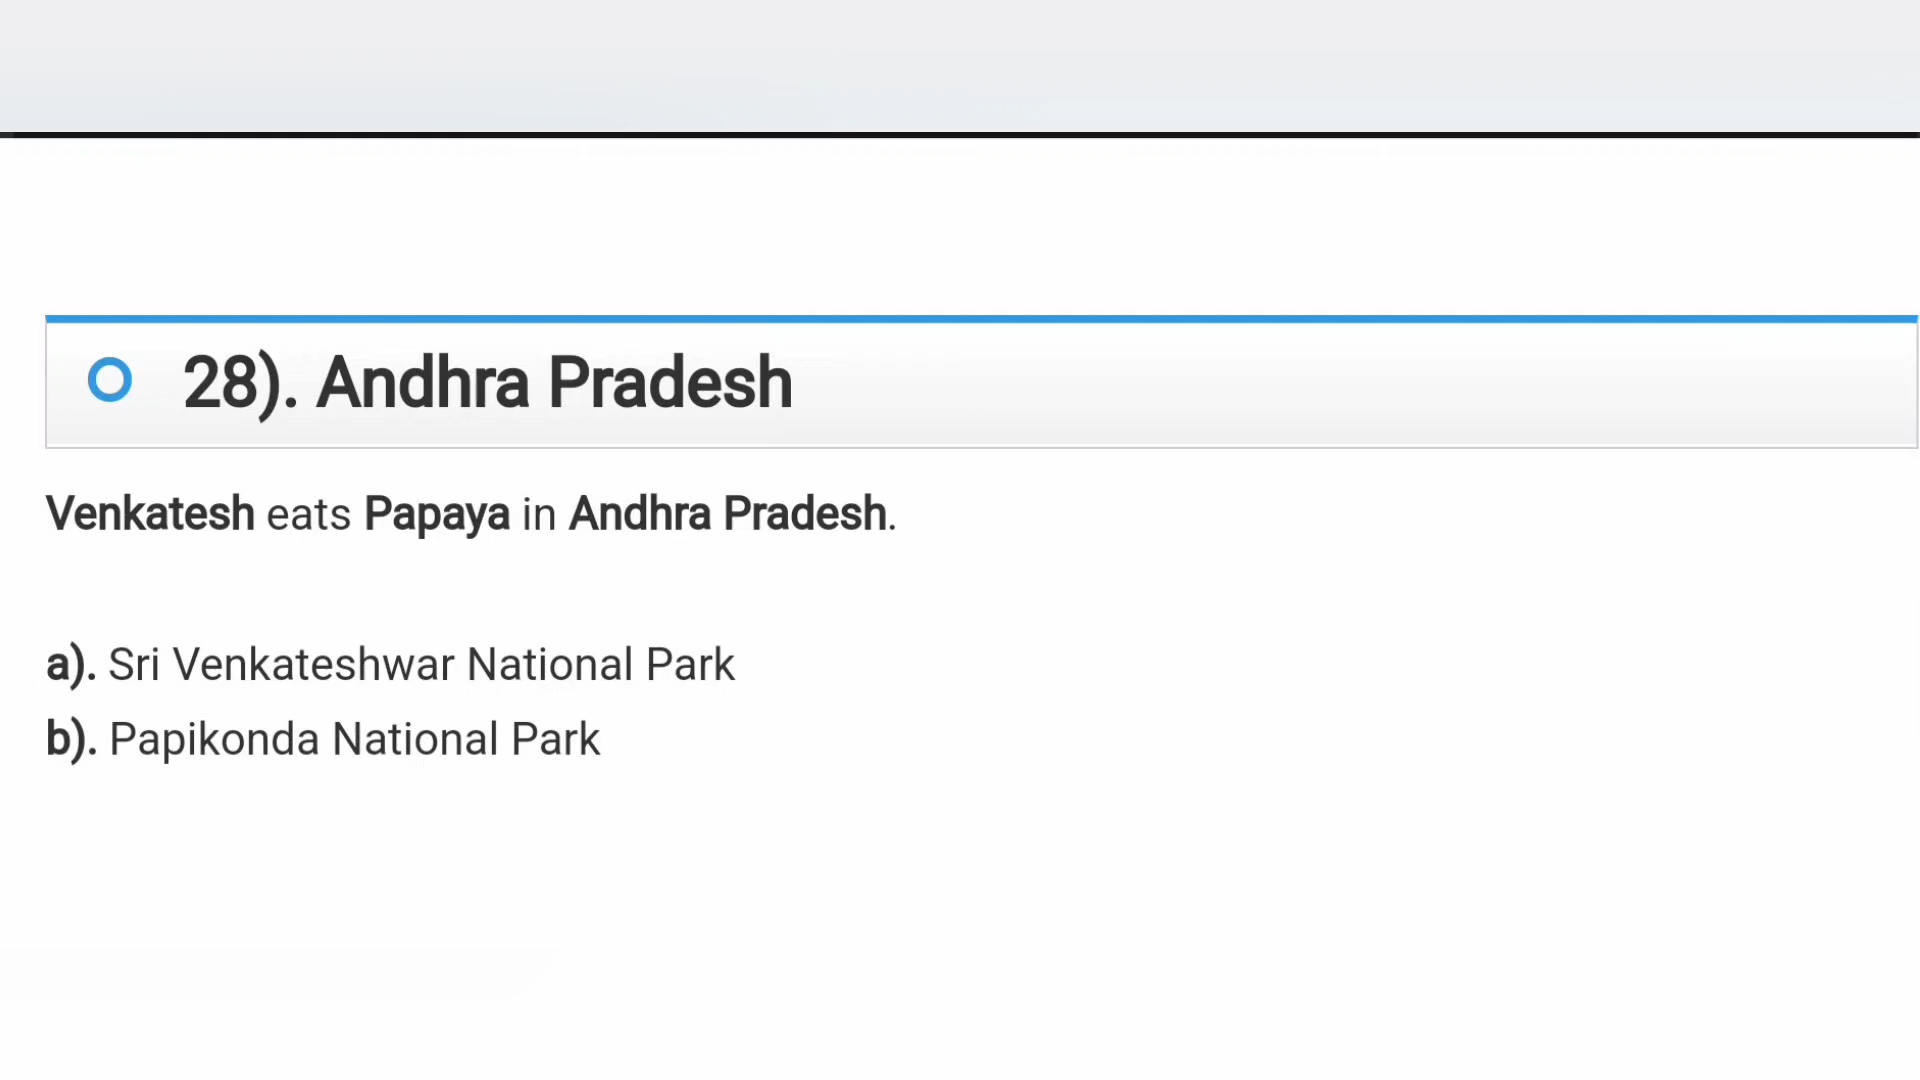 28). Andhra Pradesh
Venkatesh eats Papaya in Andhra Pradesh.
a). Sri Venkateshwar National Park
b). Papikonda National Park